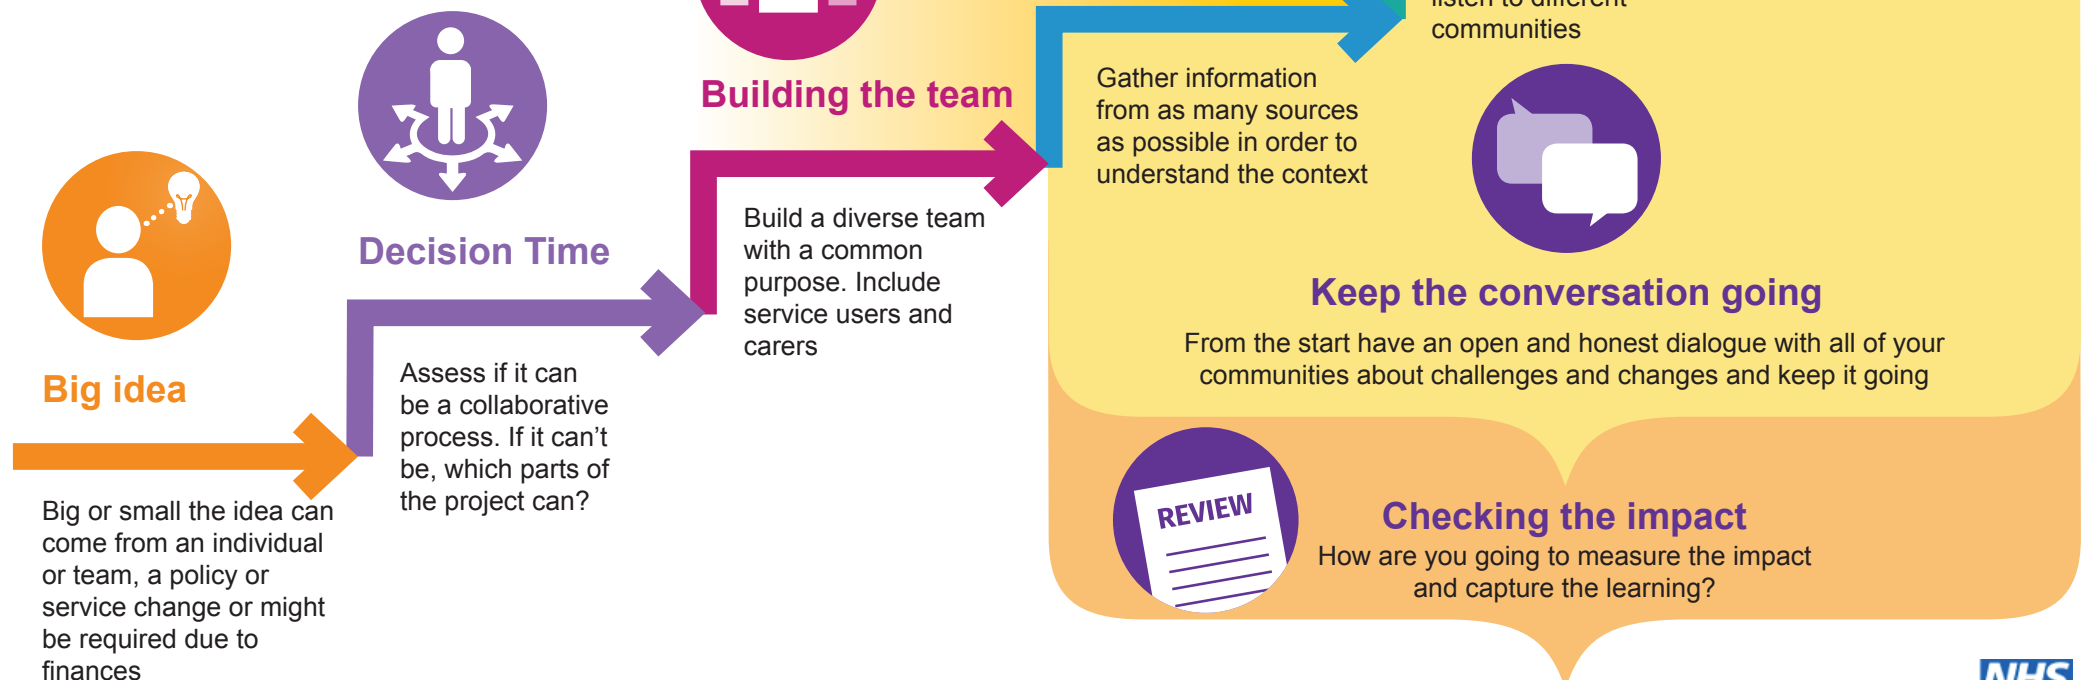 Big idea
Big or small the idea can
come from an individual
or team, a policy or
service change or might
be required due to
finances
Decision Time
Assess if it can
be a collaborative
process. If it can't
be, which parts of
the project can?
Building the team
Build a diverse team
with a common
purpose. Include
service users and
carers
Gather information
from as many sources
as possible in order to
understand the context
listen to different
communities
Keep the conversation going
From the start have an open and honest dialogue with all of your
communities about challenges and changes and keep it going
REVIEW
Checking the impact
How are you going to measure the impact
and capture the learning?
NHS